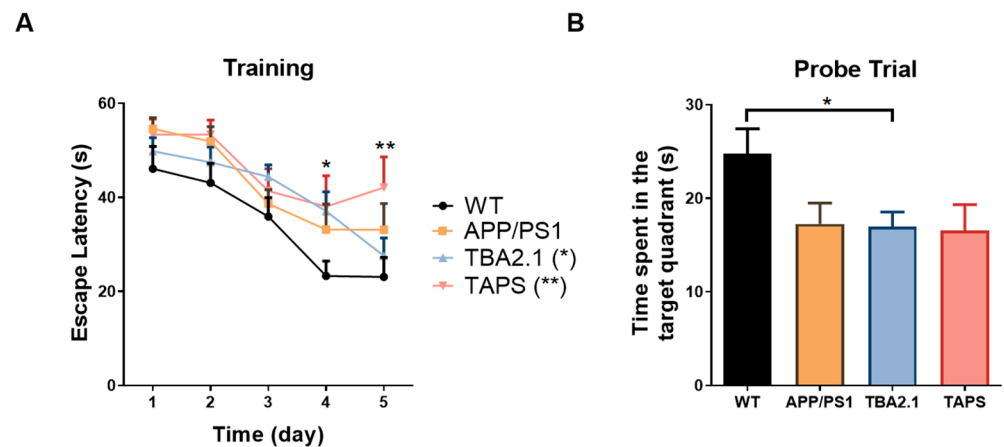 A
Training
Escape Latency (s)
60
40
20
0
*
**
1 2 3 4 5
Time (day)
WT
APP/PS1
TBA2.1 (*)
TAPS (**)
B
Probe Trial
Time spent in the
target quadrant (s)
30
20
10
0
*
WT APP/PS1 TBA2.1 TAPS